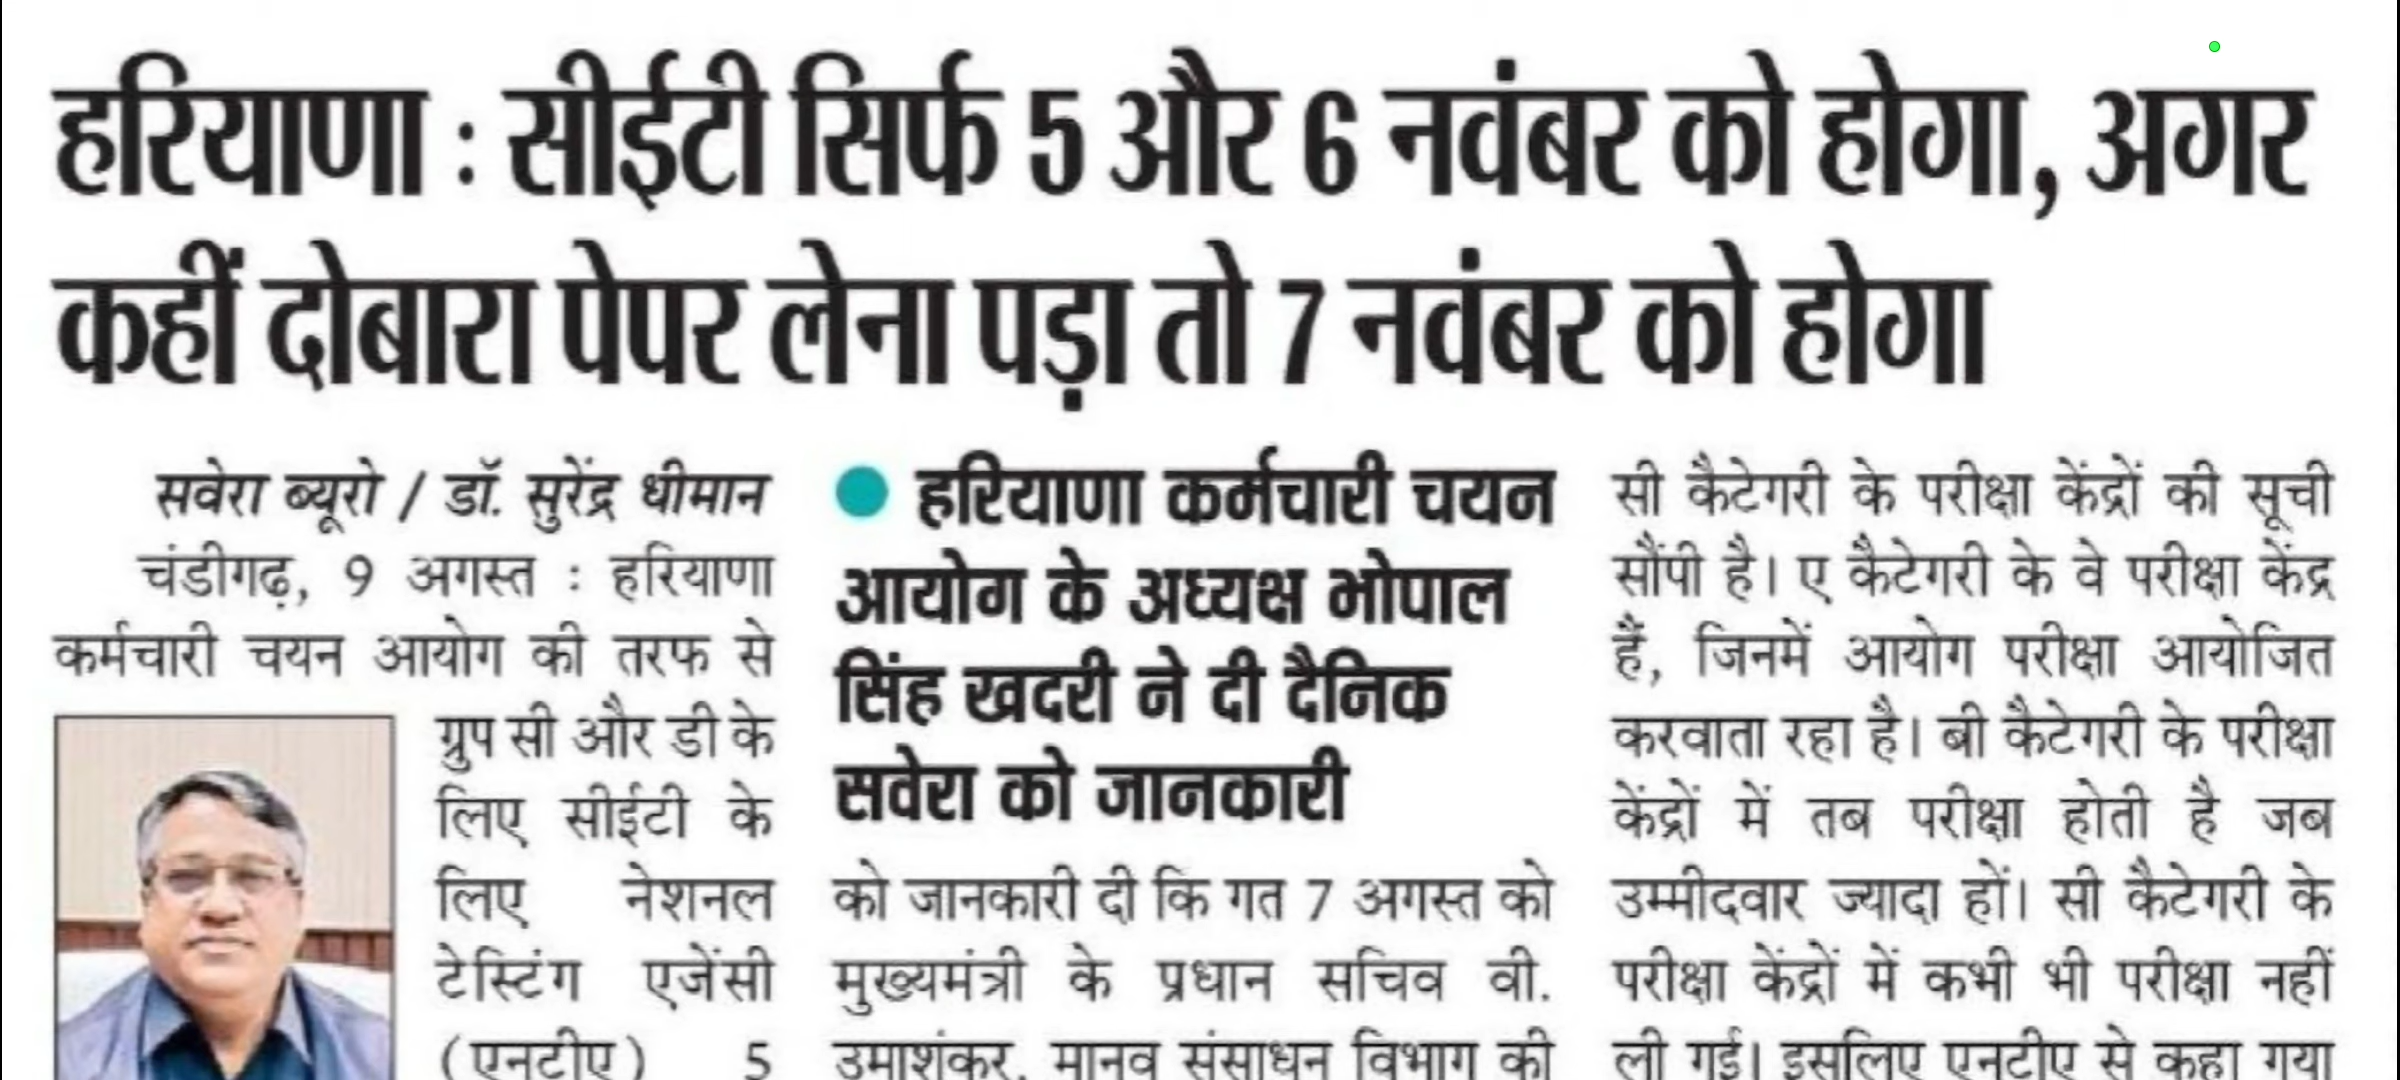 हरियाणा : सीईटी सिर्फ 5 और 6 नवंबर को होगा, अगर
कहीं दोबारा पेपर लेना पड़ा तो 7 नवंबर को होगा
सवेरा ब्यूरो / डॉ. सुरेंद्र धीमान
चंडीगढ़, 9 अगस्त : हरियाणा
कर्मचारी चयन आयोग की तरफ से
ग्रुप सी और डी के
लिए सीईटी के
लिए नेशनल
टेस्टिंग एजेंसी
(एनटीए) 5
● हरियाणा कर्मचारी चयन
आयोग के अध्यक्ष भोपाल
सिंह खदरी ने दी दैनिक
सवेरा को जानकारी
को जानकारी दी कि गत 7 अगस्त को
मुख्यमंत्री के प्रधान सचिव वी.
उमाशंकर, मानव संसाधन विभाग की
सी कैटेगरी के परीक्षा केंद्रों की सूची
सौंपी है। ए कैटेगरी के वे परीक्षा केंद्र
हैं, जिनमें आयोग परीक्षा आयोजित
करवाता रहा है। बी कैटेगरी के परीक्षा
केंद्रों में तब परीक्षा होती है जब
उम्मीदवार ज्यादा हों। सी कैटेगरी के
परीक्षा केंद्रों में कभी भी परीक्षा नहीं
ली गई। इसलिए एनटीए से कहा गया